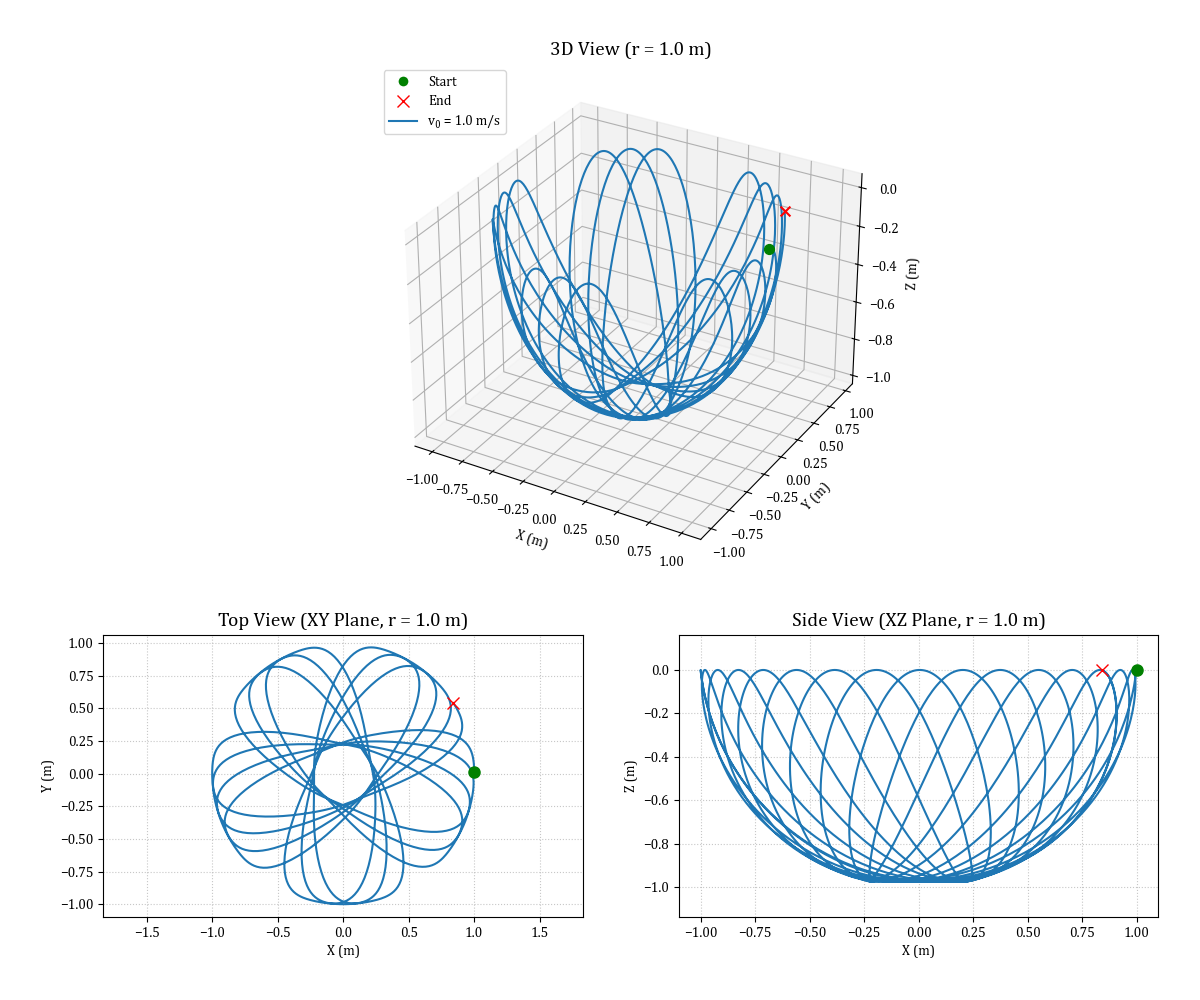 3D View (r = 1.0 m)
Start
End
v₀ = 1.0 m/s
0.0
−0.2
−0.4
−0.6
−0.8
−1.0
Z (m)
1.00
0.75
0.50
0.25
0.00
−0.25
−0.50
−0.75
−1.00
Y (m)
−1.00
−0.75
−0.50
−0.25
0.00
0.25
0.50
0.75
1.00
X (m)
Top View (XY Plane, r = 1.0 m)
1.00
0.75
0.50
0.25
0.00
−0.25
−0.50
−0.75
−1.00
Y (m)
−1.5 −1.0 −0.5 0.0 0.5 1.0 1.5
X (m)
Side View (XZ Plane, r = 1.0 m)
0.0
−0.2
−0.4
−0.6
−0.8
−1.0
Z (m)
−1.00 −0.75 −0.50 −0.25 0.00 0.25 0.50 0.75 1.00
X (m)